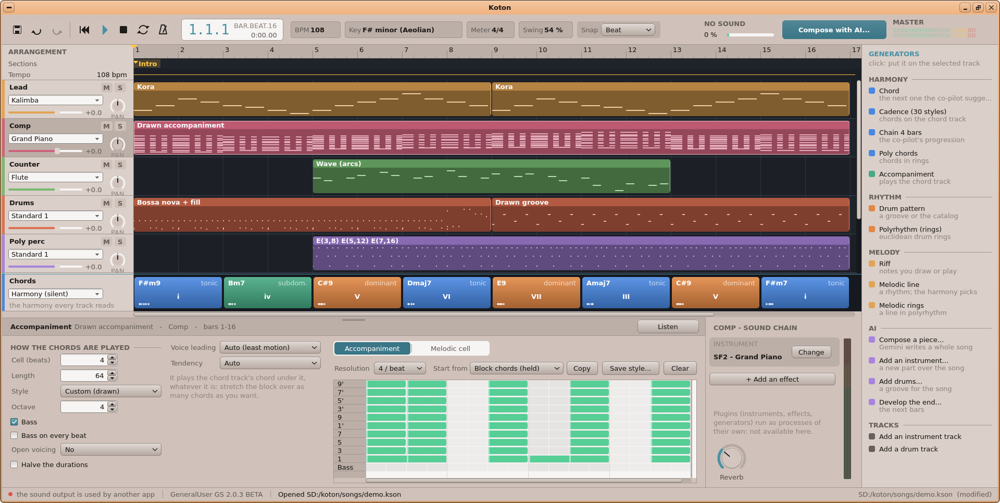 Koton
1.1.1
BAR.BEAT.16
0:00.00
BPM 108
Key F# minor (Aeolian)
Meter 4/4
Swing 54 %
Snap Beat
NO SOUND
0 %
Compose with AI...
MASTER
ARRANGEMENT
1 2 3 4 5 6 7 8 9 10 11 12 13 14 15 16 17
Sections
Intro
Tempo 108 bpm
Lead M S
Kalimba
+0.0
PAN
Kora
Kora
Comp M S
Grand Piano
+0.0
PAN
Drawn accompaniment
Counter M S
Flute
+0.0
PAN
Wave (arcs)
Drums M S
Standard 1
+0.0
PAN
Bossa nova + fill
Drawn groove
Poly perc M S
Standard 1
+0.0
PAN
E(3,8) E(5,12) E(7,16)
Chords
Harmony (silent)
the harmony every track reads
F#m9 tonic
i
Bm7 subdom.
iv
C#9 dominant
V
Dmaj7 tonic
VI
E9 dominant
VII
Amaj7 tonic
III
C#9 dominant
V
F#m7 tonic
i
GENERATORS
click: put it on the selected track
HARMONY
Chord
the next one the co-pilot sugge...
Cadence (30 styles)
chords on the chord track
Chain 4 bars
the co-pilot's progression
Poly chords
chords in rings
Accompaniment
plays the chord track
RHYTHM
Drum pattern
a groove or the catalog
Polyrhythm (rings)
euclidean drum rings
MELODY
Riff
notes you draw or play
Melodic line
a rhythm; the harmony picks
Melodic rings
a line in polyrhythm
AI
Compose a piece...
Gemini writes a whole song
Add an instrument...
a new part over the song
Add drums...
a groove for the song
Develop the end...
the next bars
TRACKS
Add an instrument track
Add a drum track
Accompaniment Drawn accompaniment - Comp - bars 1-16
Listen
HOW THE CHORDS ARE PLAYED
Cell (beats) 4
Length 64
Style Custom (drawn)
Octave 4
Bass
Bass on every beat
Open voicing No
Halve the durations
Voice leading Auto (least motion)
Tendency Auto
It plays the chord track's chord under it,
whatever it is: stretch the block over as
many chords as you want.
Accompaniment Melodic cell
Resolution 4 / beat Start from Block chords (held) Copy Save style... Clear
9'
7'
5'
3'
9
1'
7
5
3
1
Bass
COMP - SOUND CHAIN
INSTRUMENT
SF2 - Grand Piano
Change
+ Add an effect
Plugins (instruments, effects,
generators) run as processes of
their own: not available here.
Reverb
the sound output is used by another app GeneralUser GS 2.0.3 BETA Opened SD:/koton/songs/demo.kson
SD:/koton/songs/demo.kson (modified)